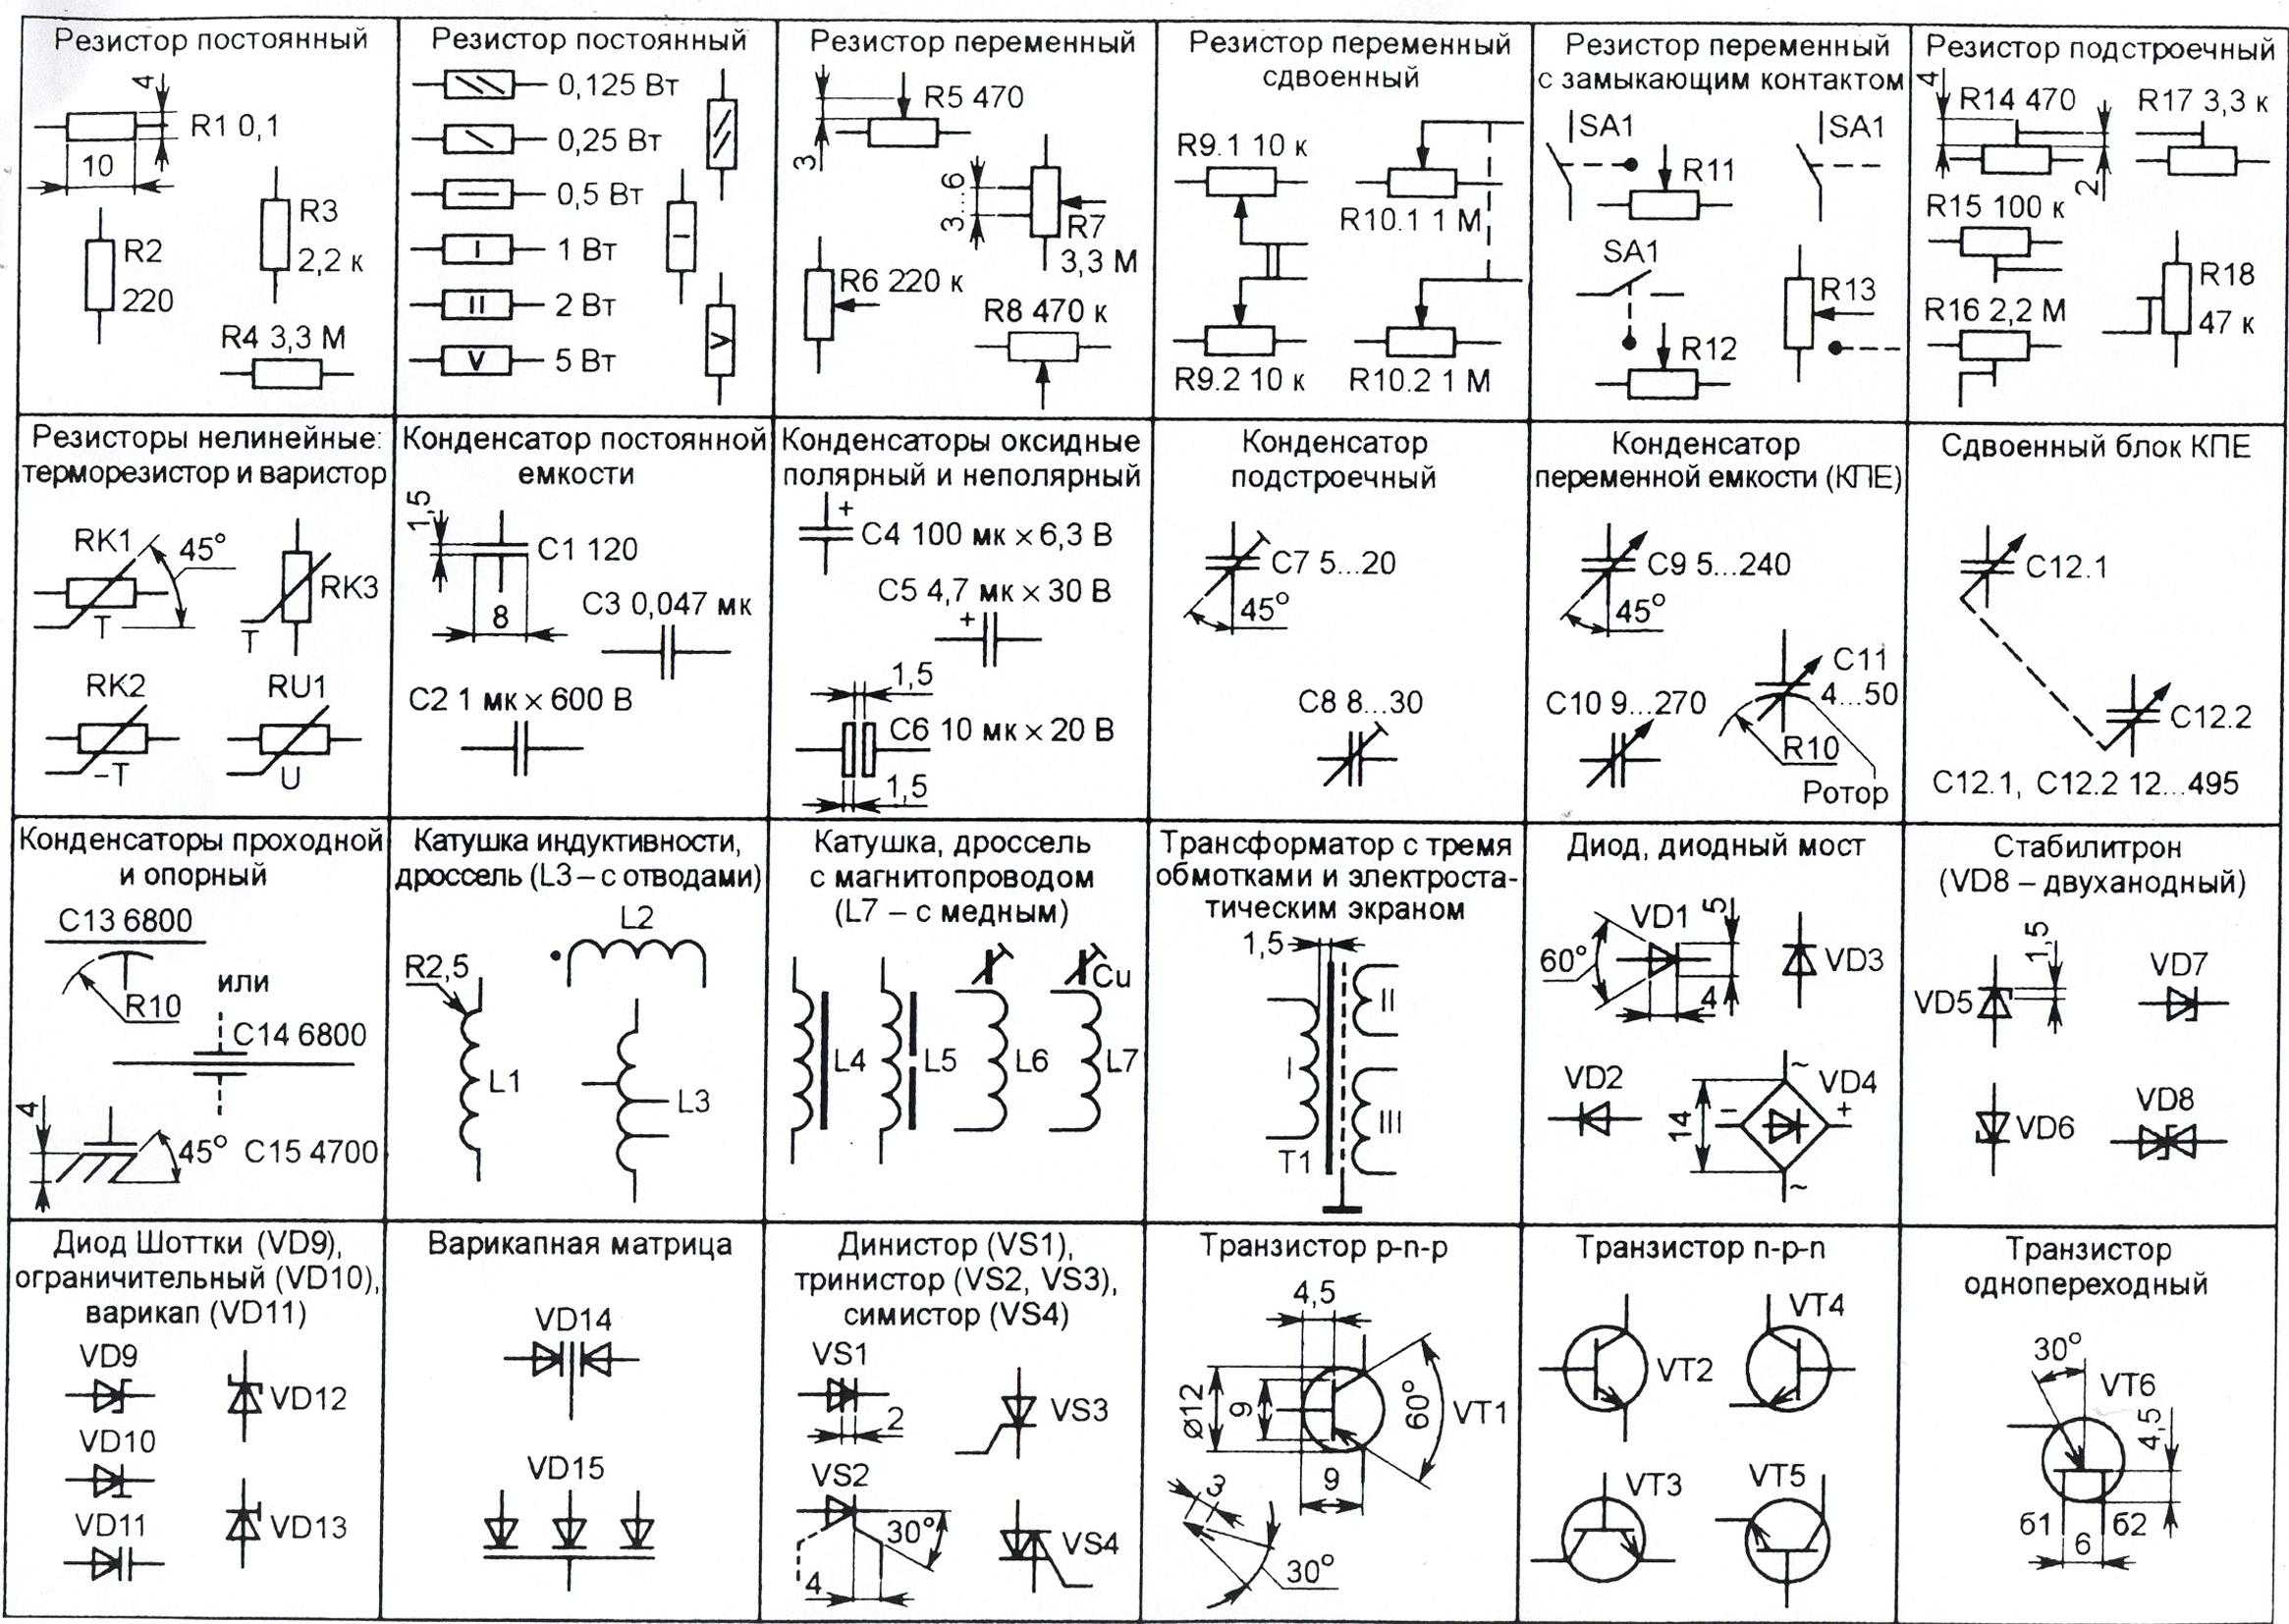 Резистор постоянный
4
R1 0,1
10
R3
2,2 к
R2
220
R4 3,3 М
Резистор постоянный
0,125 Вт
0,25 Вт
0,5 Вт
1 Вт
2 Вт
V 5 Вт
V
Резистор переменный
R5 470
3
3...6
R7
3,3 М
R6 220 к
R8 470 к
Резистор переменный
сдвоенный
R9.1 10 к
R10.1 1 М
R9.2 10 к
R10.2 1 М
Резистор переменный
с замыкающим контактом
SA1
SA1
R11
SA1
R13
R12
Резистор подстроечный
4
R14 470
R17 3,3 к
2
R15 100 к
R18
47 к
R16 2,2 М
Резисторы нелинейные:
терморезистор и варистор
RK1
45°
T
RK3
T
RK2
RU1
–T
U
Конденсатор постоянной
емкости
1,5
C1 120
8
C3 0,047 мк
C2 1 мк × 600 В
Конденсаторы оксидные
полярный и неполярный
+
C4 100 мк × 6,3 В
C5 4,7 мк × 30 В
+
1,5
C6 10 мк × 20 В
1,5
Конденсатор
подстроечный
C7 5...20
45°
C8 8...30
Конденсатор
переменной емкости (КПЕ)
C9 5...240
45°
C11
4...50
C10 9...270
R10
Ротор
Сдвоенный блок КПЕ
C12.1
C12.2
C12.1, C12.2 12...495
Конденсаторы проходной
и опорный
C13 6800
R10
или
C14 6800
4
45° C15 4700
Катушка индуктивности,
дроссель (L3 – с отводами)
L2
R2,5
L1
L3
Катушка, дроссель
с магнитопроводом
(L7 – с медным)
Cu
L4
L5
L6
L7
Трансформатор с тремя
обмотками и электроста-
тическим экраном
1,5
II
I
III
T1
Диод, диодный мост
VD1
5
60°
4
VD3
VD2
~
VD4
–
+
14
~
Стабилитрон
(VD8 – двуханодный)
1,5
VD5
VD7
VD6
VD8
Диод Шоттки (VD9),
ограничительный (VD10),
варикап (VD11)
VD9
VD12
VD10
VD11
VD13
Варикапная матрица
VD14
VD15
Динистор (VS1),
тринистор (VS2, VS3),
симистор (VS4)
VS1
2
VS3
VS2
30°
4
VS4
Транзистор p-n-p
4,5
⌀12
9
60°
VT1
9
3
30°
Транзистор n-p-n
VT4
VT2
VT3
VT5
Транзистор
однопереходный
30°
VT6
4,5
б1
б2
6